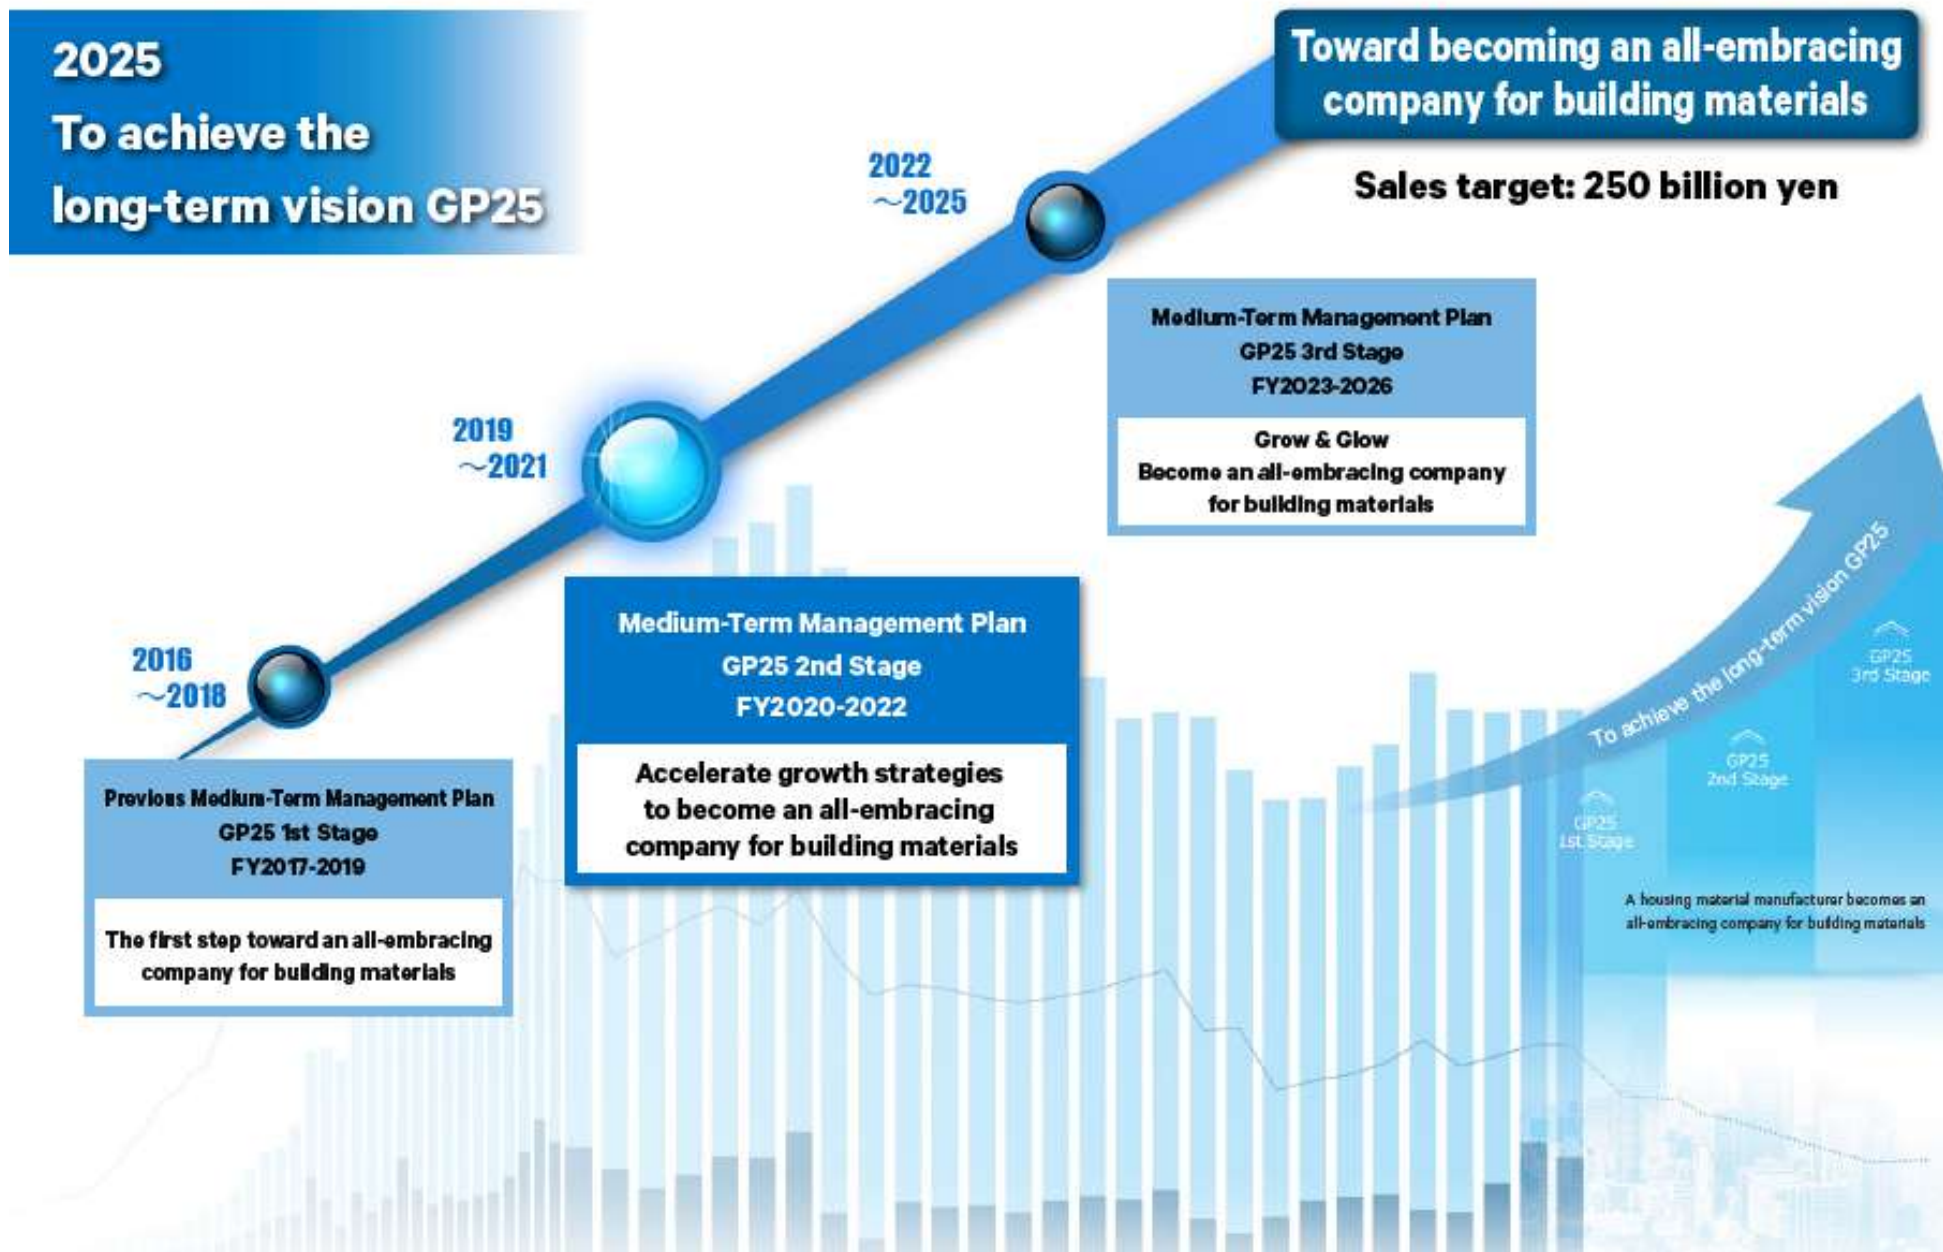 2025
To achieve the
long-term vision GP25
Toward becoming an all-embracing
company for building materials
Sales target: 250 billion yen
2022
～2025
Medium-Term Management Plan
GP25 3rd Stage
FY2023-2026
Grow & Glow
Become an all-embracing company
for building materials
2019
～2021
Medium-Term Management Plan
GP25 2nd Stage
FY2020-2022
Accelerate growth strategies
to become an all-embracing
company for building materials
2016
～2018
Previous Medium-Term Management Plan
GP25 1st Stage
FY2017-2019
The first step toward an all-embracing
company for building materials
To achieve the long-term vision GP25
GP25
3rd Stage
GP25
2nd Stage
GP25
1st Stage
A housing material manufacturer becomes an
all-embracing company for building materials